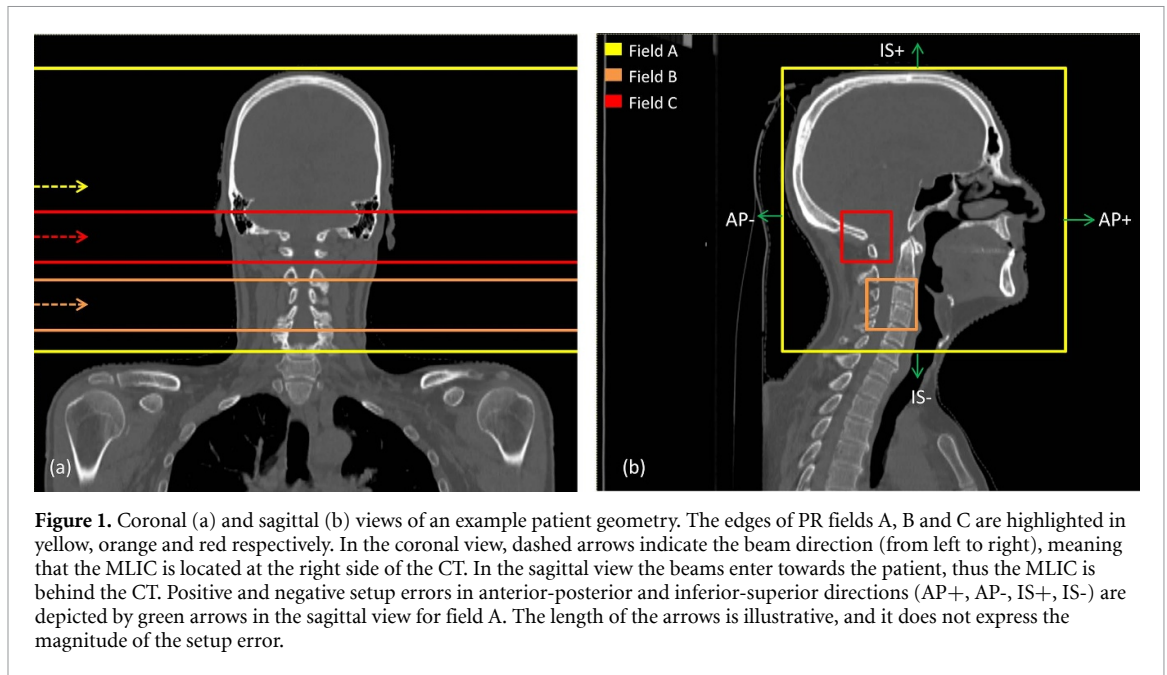 (a)
Field A
Field B
Field C
IS+
AP-
AP+
IS-
(b)
Figure 1. Coronal (a) and sagittal (b) views of an example patient geometry. The edges of PR fields A, B and C are highlighted in
yellow, orange and red respectively. In the coronal view, dashed arrows indicate the beam direction (from left to right), meaning
that the MLIC is located at the right side of the CT. In the sagittal view the beams enter towards the patient, thus the MLIC is
behind the CT. Positive and negative setup errors in anterior-posterior and inferior-superior directions (AP+, AP-, IS+, IS-) are
depicted by green arrows in the sagittal view for field A. The length of the arrows is illustrative, and it does not express the
magnitude of the setup error.